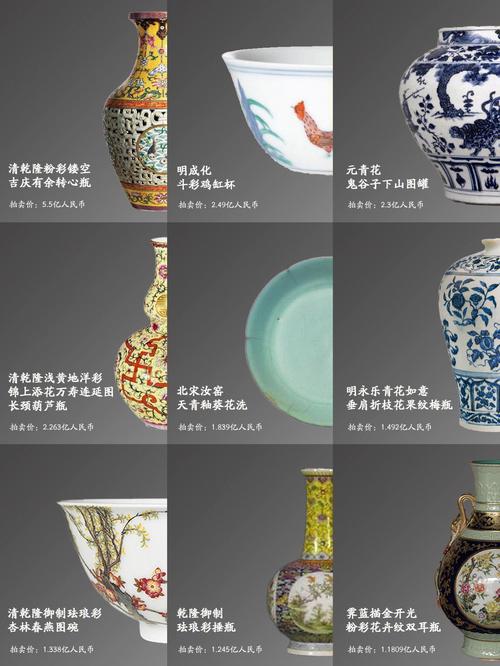 清乾隆粉彩镂空
吉庆有余转心瓶
拍卖价：5.5亿人民币
明成化
斗彩鸡缸杯
拍卖价：2.49亿人民币
元青花
鬼谷子下山图罐
拍卖价：2.3亿人民币
清乾隆浅黄地洋彩
锦上添花万寿连延图
长颈葫芦瓶
拍卖价：2.263亿人民币
北宋汝窑
天青釉葵花洗
拍卖价：1.839亿人民币
明永乐青花如意
垂肩折枝花果纹梅瓶
拍卖价：1.492亿人民币
清乾隆御制珐琅彩
杏林春燕图碗
拍卖价：1.338亿人民币
乾隆御制
珐琅彩捶瓶
拍卖价：1.245亿人民币
霁蓝描金开光
粉彩花卉纹双耳瓶
拍卖价：1.1809亿人民币